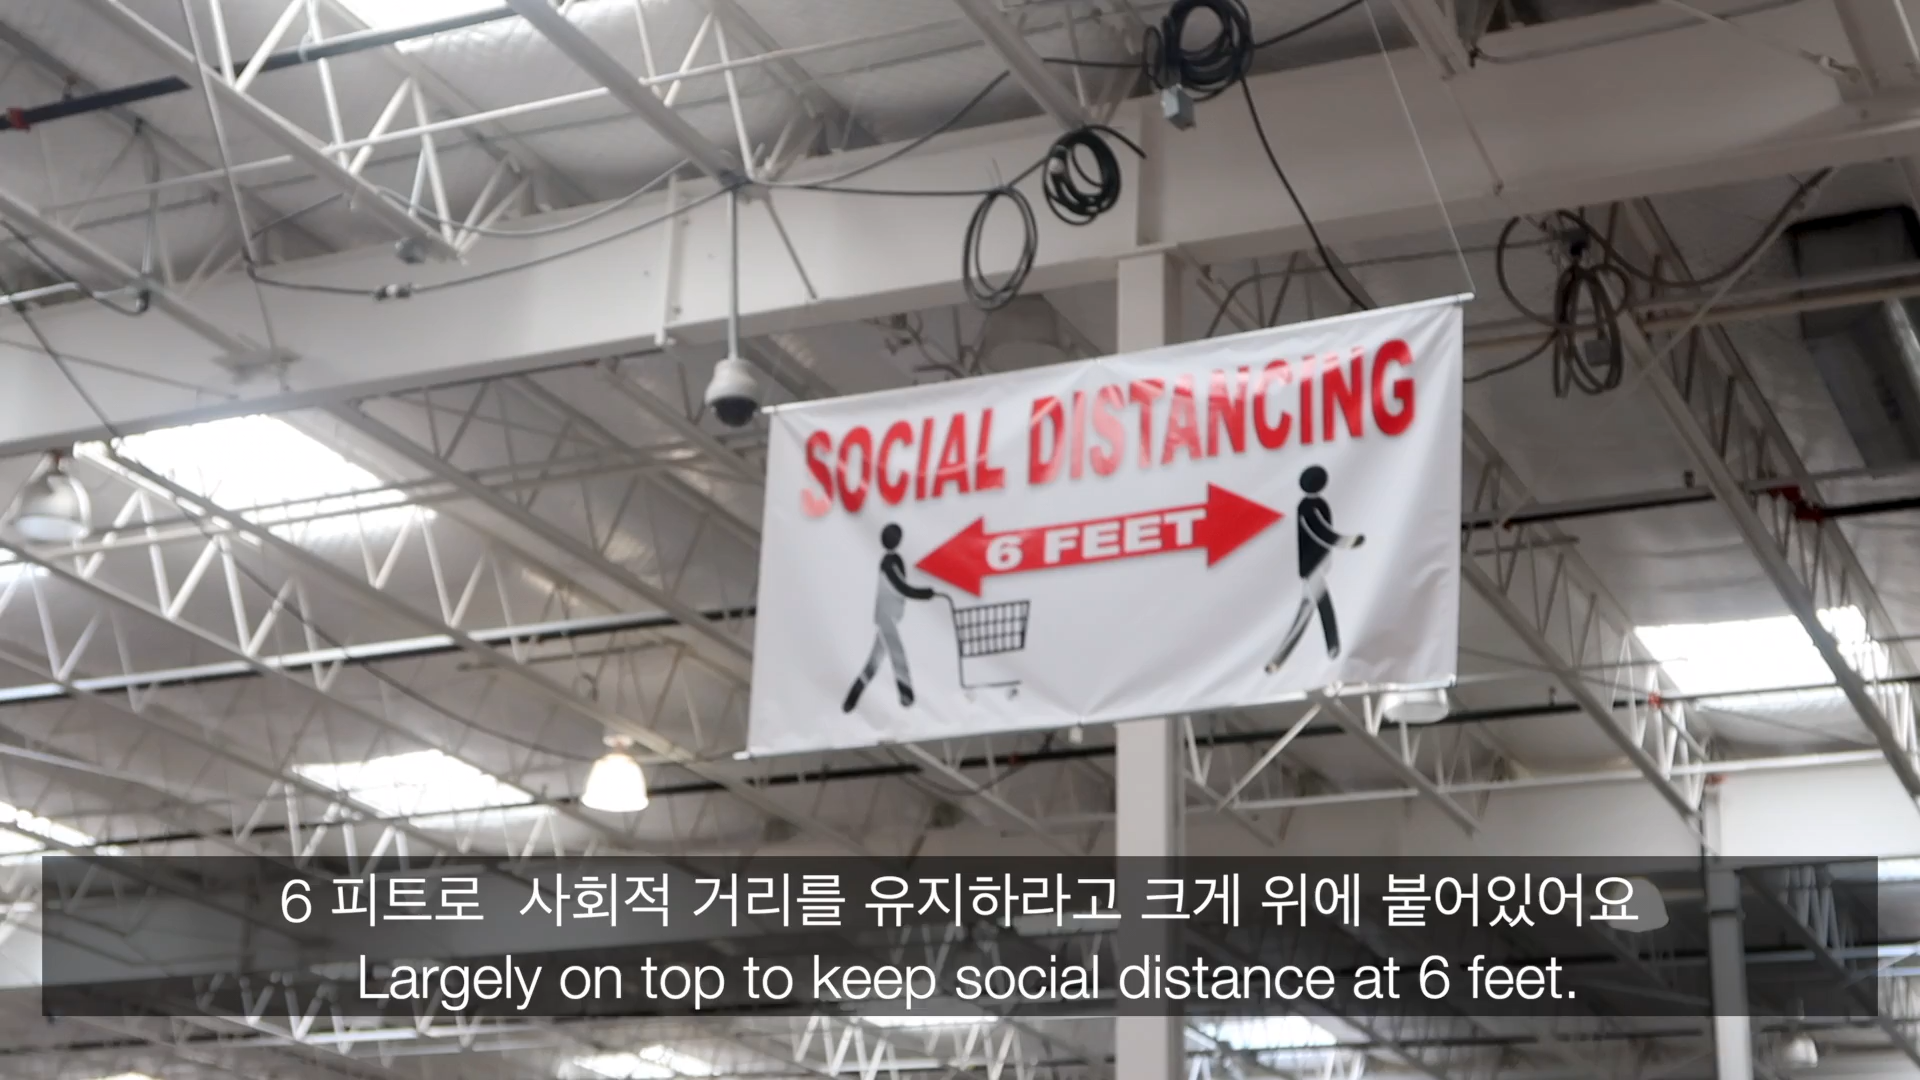 SOCIAL DISTANCING
6 FEET
6 피트로 사회적 거리를 유지하라고 크게 위에 붙어있어요
Largely on top to keep social distance at 6 feet.